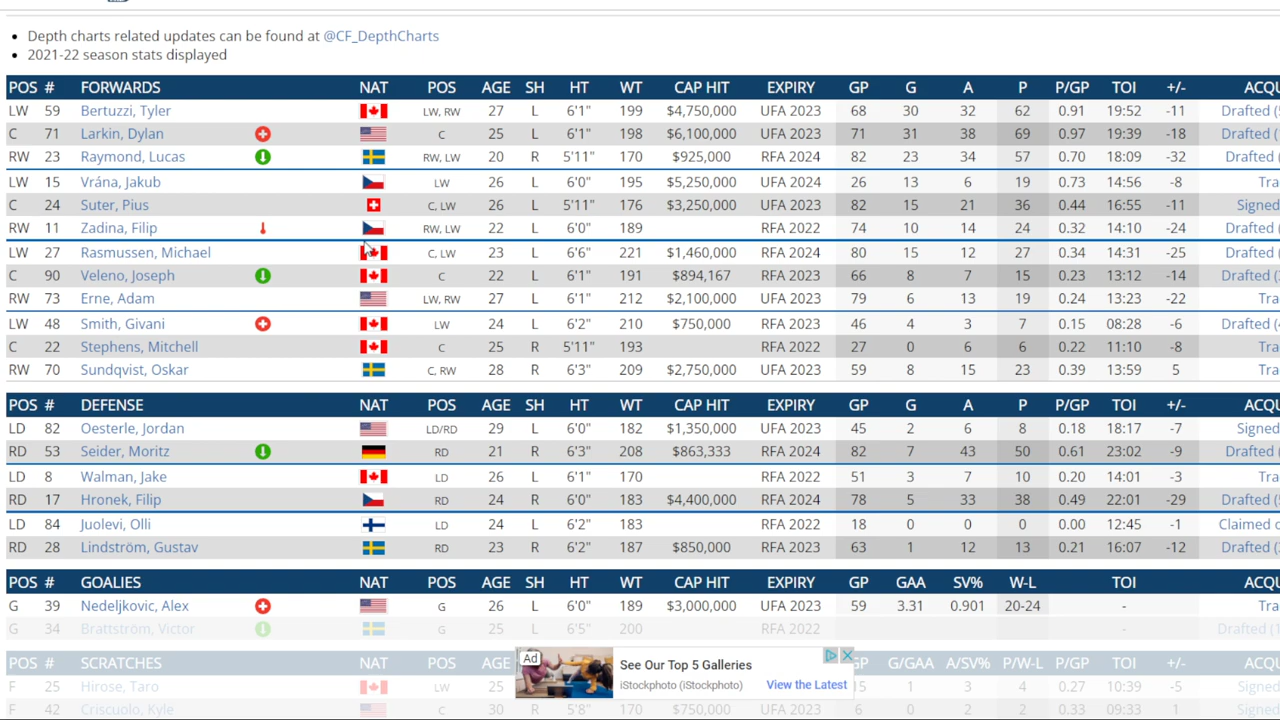 Depth charts related updates can be found at @CF_DepthCharts
2021-22 season stats displayed
POS # FORWARDS NAT POS AGE SH HT WT CAP HIT EXPIRY GP G A P P/GP TOI +/- ACQU
LW 59 Bertuzzi, Tyler LW, RW 27 L 6'1" 199 $4,750,000 UFA 2023 68 30 32 62 0.91 19:52 -11 Drafted (5
C 71 Larkin, Dylan C 25 L 6'1" 198 $6,100,000 UFA 2023 71 31 38 69 0.97 19:39 -18 Drafted (
RW 23 Raymond, Lucas RW, LW 20 R 5'11" 170 $925,000 RFA 2024 82 23 34 57 0.70 18:09 -32 Drafted (
LW 15 Vrána, Jakub LW 26 L 6'0" 195 $5,250,000 UFA 2024 26 13 6 19 0.73 14:56 -8 Tra
C 24 Suter, Pius C, LW 26 L 5'11" 176 $3,250,000 UFA 2023 82 15 21 36 0.44 16:55 -11 Signed
RW 11 Zadina, Filip RW, LW 22 L 6'0" 189 RFA 2022 74 10 14 24 0.32 14:10 -24 Drafted (
LW 27 Rasmussen, Michael C, LW 23 L 6'6" 221 $1,460,000 RFA 2024 80 15 12 27 0.34 14:31 -25 Drafted (
C 90 Veleno, Joseph C 22 L 6'1" 191 $894,167 RFA 2023 66 8 7 15 0.23 13:12 -14 Drafted (3
RW 73 Erne, Adam LW, RW 27 L 6'1" 212 $2,100,000 UFA 2023 79 6 13 19 0.24 13:23 -22 Tra
LW 48 Smith, Givani LW 24 L 6'2" 210 $750,000 RFA 2023 46 4 3 7 0.15 08:28 -6 Drafted (4
C 22 Stephens, Mitchell C 25 R 5'11" 193 RFA 2022 27 0 6 6 0.22 11:10 -8 Tra
RW 70 Sundqvist, Oskar C, RW 28 R 6'3" 209 $2,750,000 UFA 2023 59 8 15 23 0.39 13:59 5 Tra
POS # DEFENSE NAT POS AGE SH HT WT CAP HIT EXPIRY GP G A P P/GP TOI +/- ACQU
LD 82 Oesterle, Jordan LD/RD 29 L 6'0" 182 $1,350,000 UFA 2023 45 2 6 8 0.18 18:17 -7 Signed
RD 53 Seider, Moritz RD 21 R 6'3" 208 $863,333 RFA 2024 82 7 43 50 0.61 23:02 -9 Drafted (
LD 8 Walman, Jake LD 26 L 6'1" 170 RFA 2022 51 3 7 10 0.20 14:01 -3 Tra
RD 17 Hronek, Filip RD 24 R 6'0" 183 $4,400,000 RFA 2024 78 5 33 38 0.49 22:01 -29 Drafted (5
LD 84 Juolevi, Olli LD 24 L 6'2" 183 RFA 2022 18 0 0 0 0.00 12:45 -1 Claimed o
RD 28 Lindström, Gustav RD 23 R 6'2" 187 $850,000 RFA 2023 63 1 12 13 0.21 16:07 -12 Drafted (
POS # GOALIES NAT POS AGE SH HT WT CAP HIT EXPIRY GP GAA SV% W-L TOI ACQU
G 39 Nedeljkovic, Alex G 26 L 6'0" 189 $3,000,000 UFA 2023 59 3.31 0.901 20-24 - Tra
G 34 Brattström, Victor G 25 L 6'5" 200 RFA 2022 - Drafted (
POS # SCRATCHES NAT GP G/GAA A/SV% P/W-L P/GP TOI +/- ACQU
F 25 Hirose, Taro LW 25 15 1 3 4 0.27 10:39 -5 Signed
F 42 Criscuolo, Kyle C 30 R 5'8" 170 $750,000 UFA 2022 6 0 2 2 0.33 09:33 1 Signed
Ad
See Our Top 5 Galleries
iStockphoto (iStockphoto) View the Latest